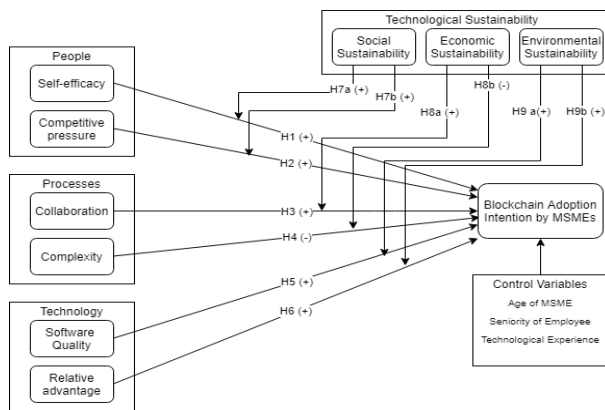 Technological Sustainability
Social
Sustainability
Economic
Sustainability
Environmental
Sustainability
People
Self-efficacy
Competitive
pressure
H7a (+)
H7b (+)
H8a (+)
H8b (-)
H9 a(+)
H9b (+)
H1 (+)
H2 (+)
Processes
Collaboration
Complexity
H3 (+)
H4 (-)
Blockchain Adoption
Intention by MSMEs
Technology
Software
Quality
Relative
advantage
H5 (+)
H6 (+)
Control Variables
Age of MSME
Seniority of Employee
Technological Experience